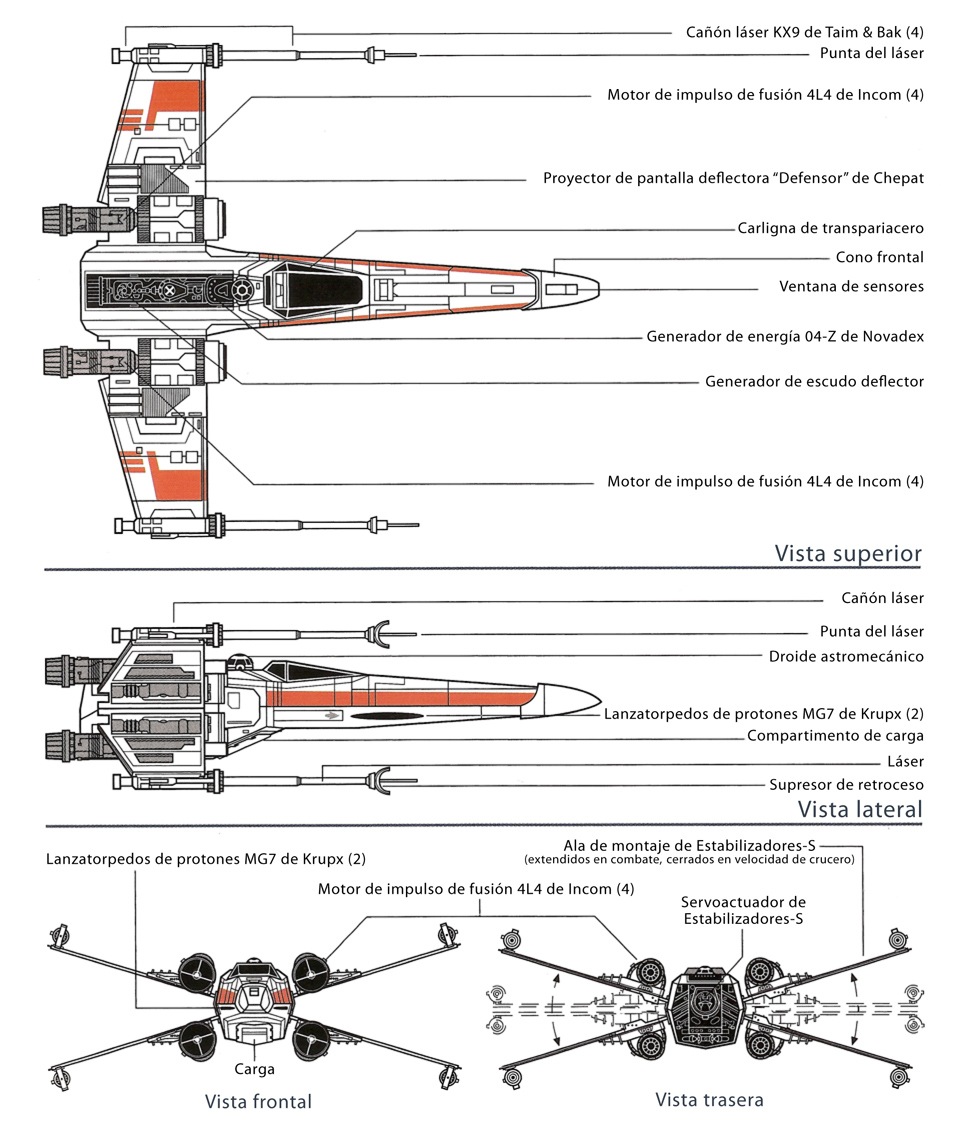 Cañón láser KX9 de Taim & Bak (4)
Punta del láser
Motor de impulso de fusión 4L4 de Incom (4)
Proyector de pantalla deflectora “Defensor” de Chepat
Carligna de transpariacero
Cono frontal
Ventana de sensores
Generador de energía 04-Z de Novadex
Generador de escudo deflector
Motor de impulso de fusión 4L4 de Incom (4)
Vista superior
Cañón láser
Punta del láser
Droide astromecánico
Lanzatorpedos de protones MG7 de Krupx (2)
Compartimento de carga
Láser
Supresor de retroceso
Vista lateral
Ala de montaje de Estabilizadores-S
(extendidos en combate, cerrados en velocidad de crucero)
Lanzatorpedos de protones MG7 de Krupx (2)
Motor de impulso de fusión 4L4 de Incom (4)
Servoactuador de
Estabilizadores-S
Carga
Vista frontal
Vista trasera